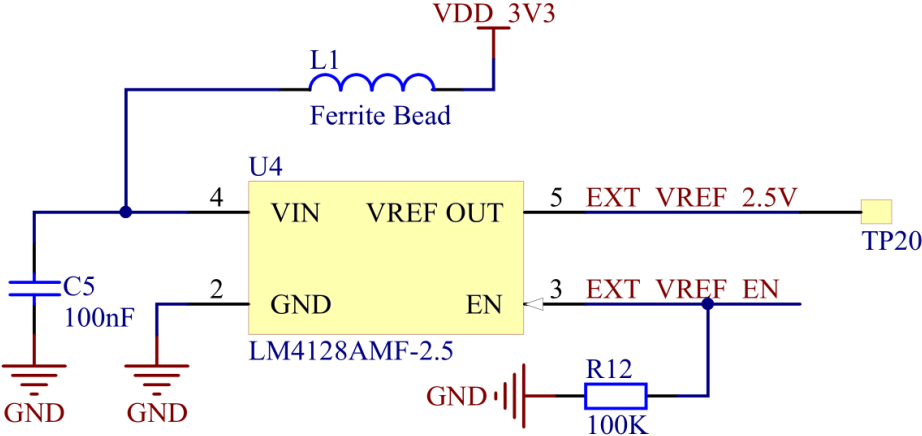 VDD_3V3
L1
Ferrite Bead
U4
4
VIN
VREF OUT
5
EXT_VREF_2.5V
TP20
C5
100nF
2
GND
EN
3
EXT_VREF_EN
LM4128AMF-2.5
R12
GND
GND
GND
100K